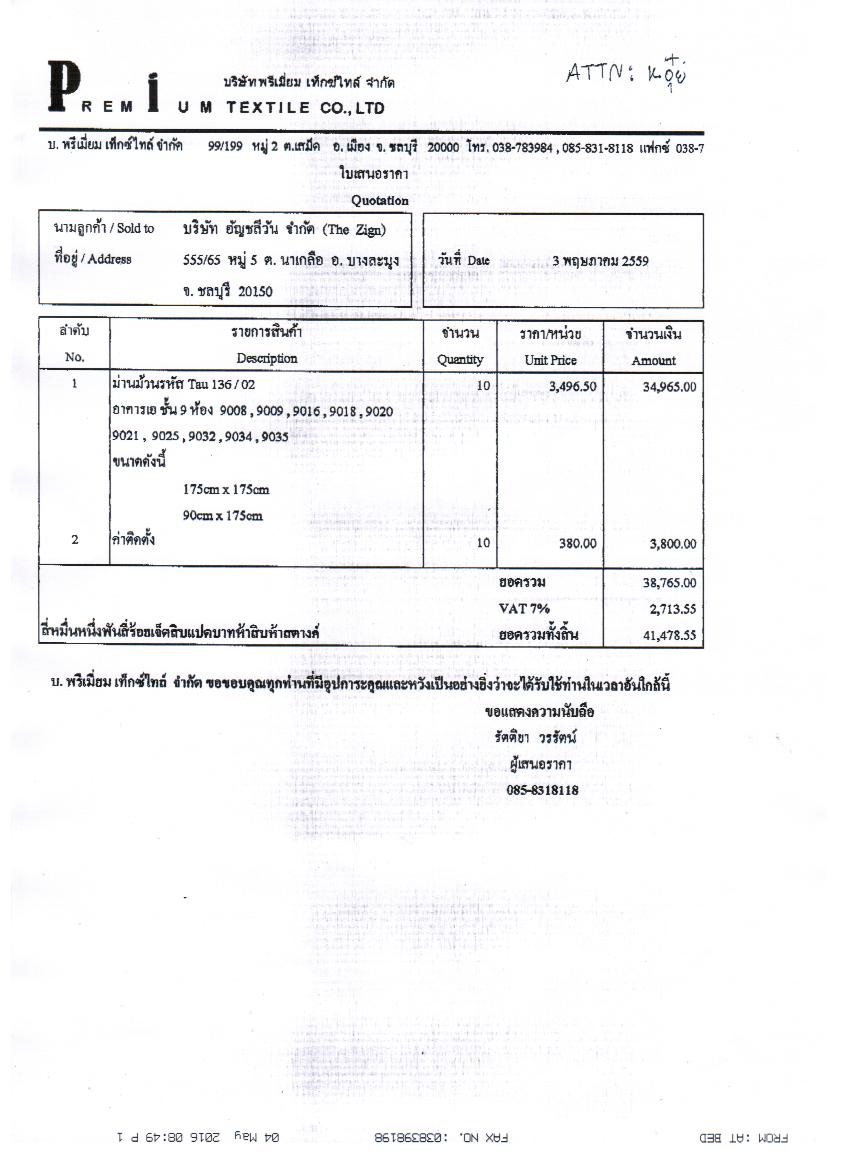 ATTN:
บริษัทพรีเมี่ยม เท็กซ์ไทล์ จำกัด
PREMIUM TEXTILE CO., LTD
บ. พรีเมี่ยม เท็กซ์ไทล์ จำกัด 99/199 หมู่ 2 ต.เสม็ด อ. เมือง จ. ชลบุรี 20000 โทร. 038-783984 , 085-831-8118 แฟกซ์ 038-7
ใบเสนอราคา
Quotation
นามลูกค้า / Sold to บริษัท อัญชลีวัน จำกัด (The Zign)
ที่อยู่ / Address 555/65 หมู่ 5 ต. นาเกลือ อ. บางละมุง
จ. ชลบุรี 20150
วันที่ Date 3 พฤษภาคม 2559
ลำดับ รายการสินค้า จำนวน ราคา/หน่วย จำนวนเงิน
No. Description Quantity Unit Price Amount
1 ม่านม้วนรหัส Tau 136 / 02 10 3,496.50 34,965.00
อาคารเอ ชั้น 9 ห้อง 9008 , 9009 , 9016 , 9018 , 9020
9021 , 9025 , 9032 , 9034 , 9035
ขนาดดังนี้
175cm x 175cm
90cm x 175cm
2 ค่าติดตั้ง 10 380.00 3,800.00
ยอดรวม 38,765.00
VAT 7% 2,713.55
สี่หมื่นหนึ่งพันสี่ร้อยเจ็ดสิบแปดบาทห้าสิบห้าสตางค์ ยอดรวมทั้งสิ้น 41,478.55
บ. พรีเมี่ยม เท็กซ์ไทล์ จำกัด ขอขอบคุณทุกท่านที่มีอุปการะคุณและหวังเป็นอย่างยิ่งว่าจะได้รับใช้ท่านในเวลาอันใกล้นี้
ขอแสดงความนับถือ
รัตติยา วรรัตน์
ผู้เสนอราคา
085-8318118
FROM : AT BED FAX NO. :038398198 04 May 2016 08:49 P 1